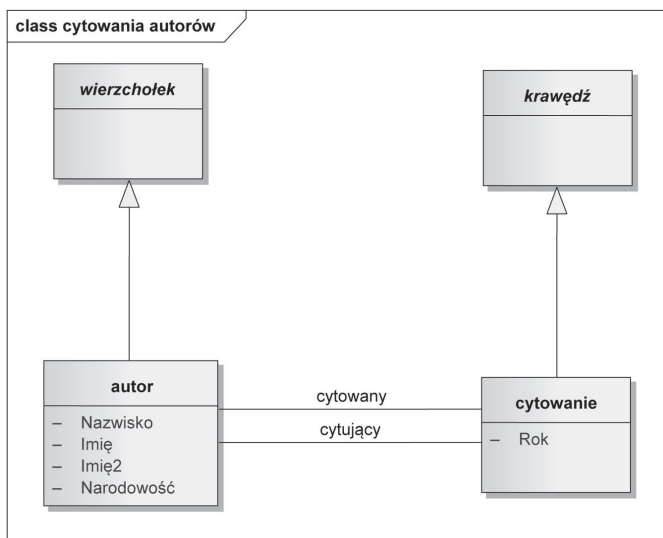 class cytowania autorów
wierzchołek
krawędź
autor
– Nazwisko
– Imię
– Imię2
– Narodowość
cytowany
cytujący
cytowanie
– Rok